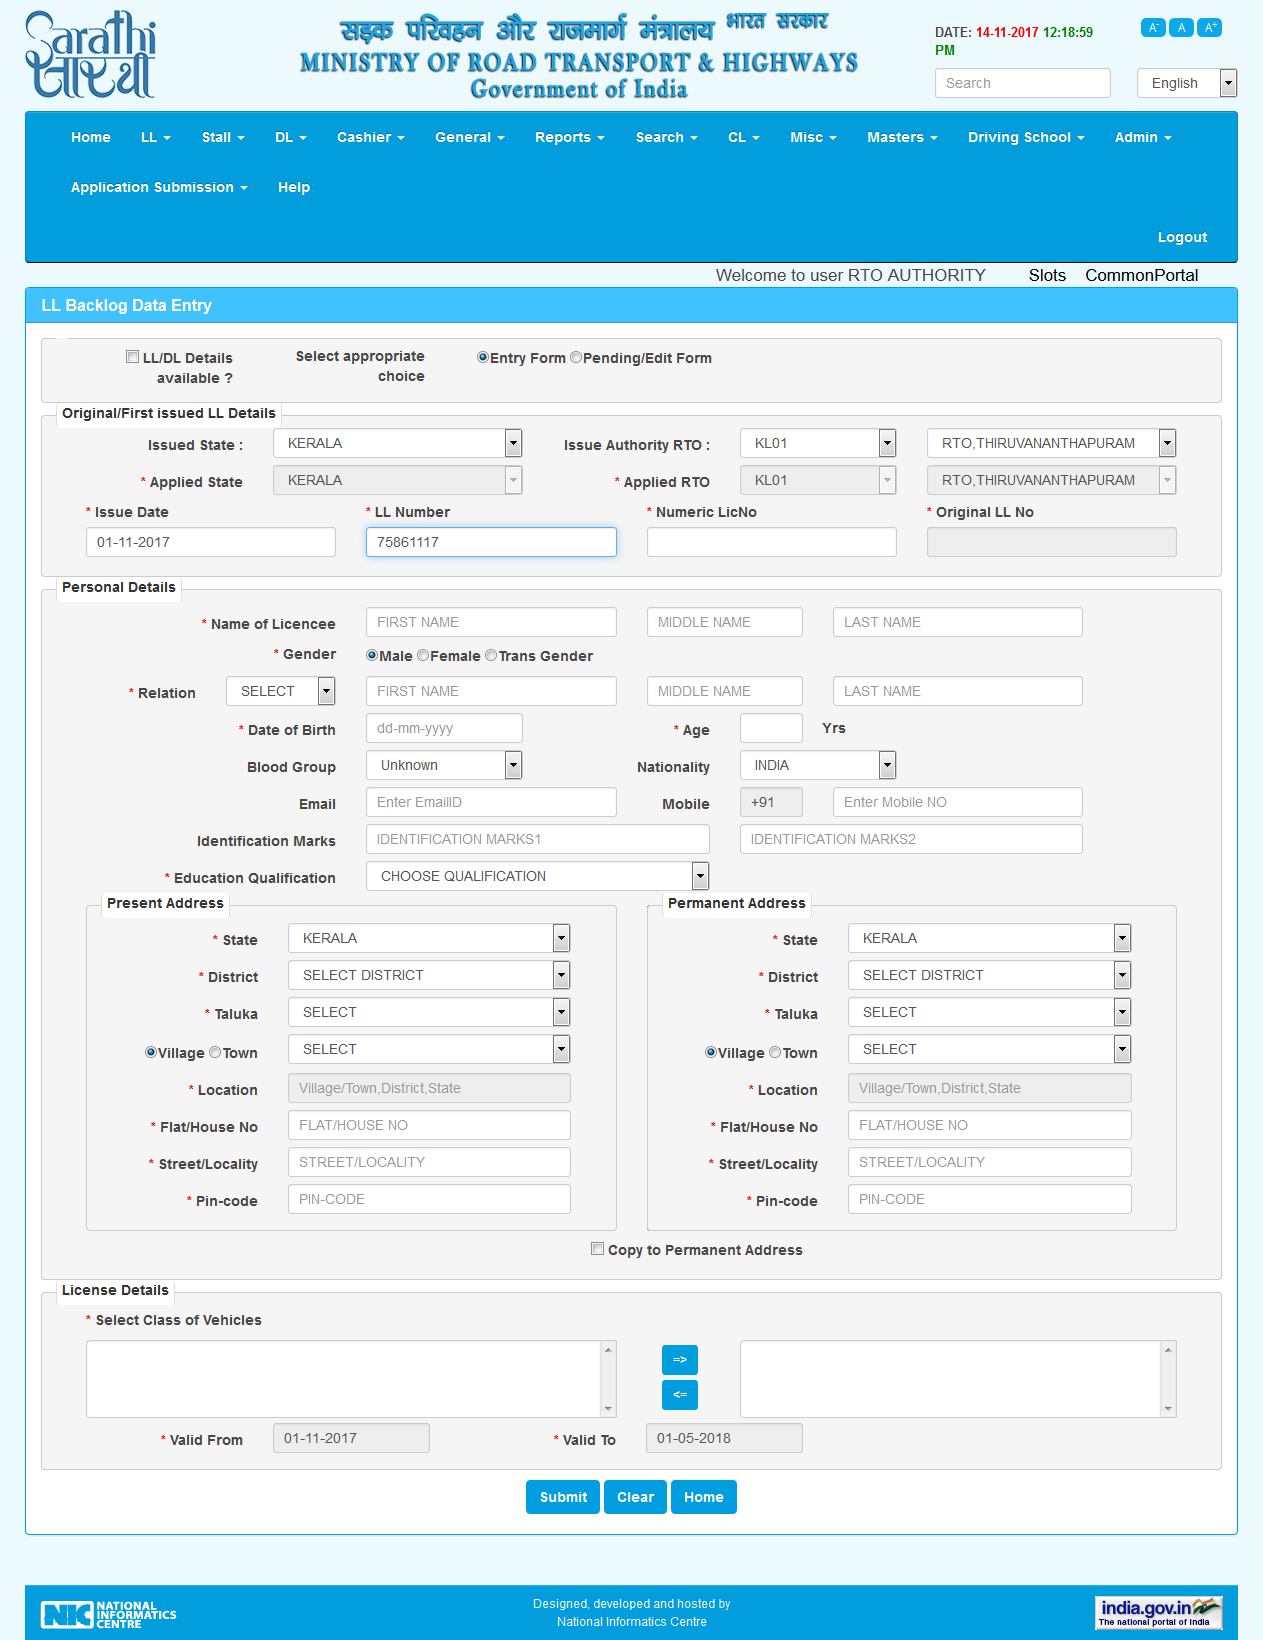 Sarathi
सारथी
सड़क परिवहन और राजमार्ग मंत्रालय भारत सरकार
MINISTRY OF ROAD TRANSPORT & HIGHWAYS
Government of India
DATE: 14-11-2017 12:18:59 PM
A- A A+
Search English
Home LL Stall DL Cashier General Reports Search CL Misc Masters Driving School Admin
Application Submission Help
Logout
Welcome to user RTO AUTHORITY Slots CommonPortal
LL Backlog Data Entry
LL/DL Details available ? Select appropriate choice Entry Form Pending/Edit Form
Original/First issued LL Details
Issued State : KERALA Issue Authority RTO : KL01 RTO,THIRUVANANTHAPURAM
* Applied State KERALA * Applied RTO KL01 RTO,THIRUVANANTHAPURAM
* Issue Date * LL Number * Numeric LicNo * Original LL No
01-11-2017 75861117
Personal Details
* Name of Licencee FIRST NAME MIDDLE NAME LAST NAME
* Gender Male Female Trans Gender
* Relation SELECT FIRST NAME MIDDLE NAME LAST NAME
* Date of Birth dd-mm-yyyy * Age Yrs
Blood Group Unknown Nationality INDIA
Email Enter EmailID Mobile +91 Enter Mobile NO
Identification Marks IDENTIFICATION MARKS1 IDENTIFICATION MARKS2
* Education Qualification CHOOSE QUALIFICATION
Present Address Permanent Address
* State KERALA * State KERALA
* District SELECT DISTRICT * District SELECT DISTRICT
* Taluka SELECT * Taluka SELECT
Village Town SELECT Village Town SELECT
* Location Village/Town,District,State * Location Village/Town,District,State
* Flat/House No FLAT/HOUSE NO * Flat/House No FLAT/HOUSE NO
* Street/Locality STREET/LOCALITY * Street/Locality STREET/LOCALITY
* Pin-code PIN-CODE * Pin-code PIN-CODE
Copy to Permanent Address
License Details
* Select Class of Vehicles
=>
<=
* Valid From 01-11-2017 * Valid To 01-05-2018
Submit Clear Home
NIC NATIONAL INFORMATICS CENTRE
Designed, developed and hosted by
National Informatics Centre
india.gov.in
The national portal of India